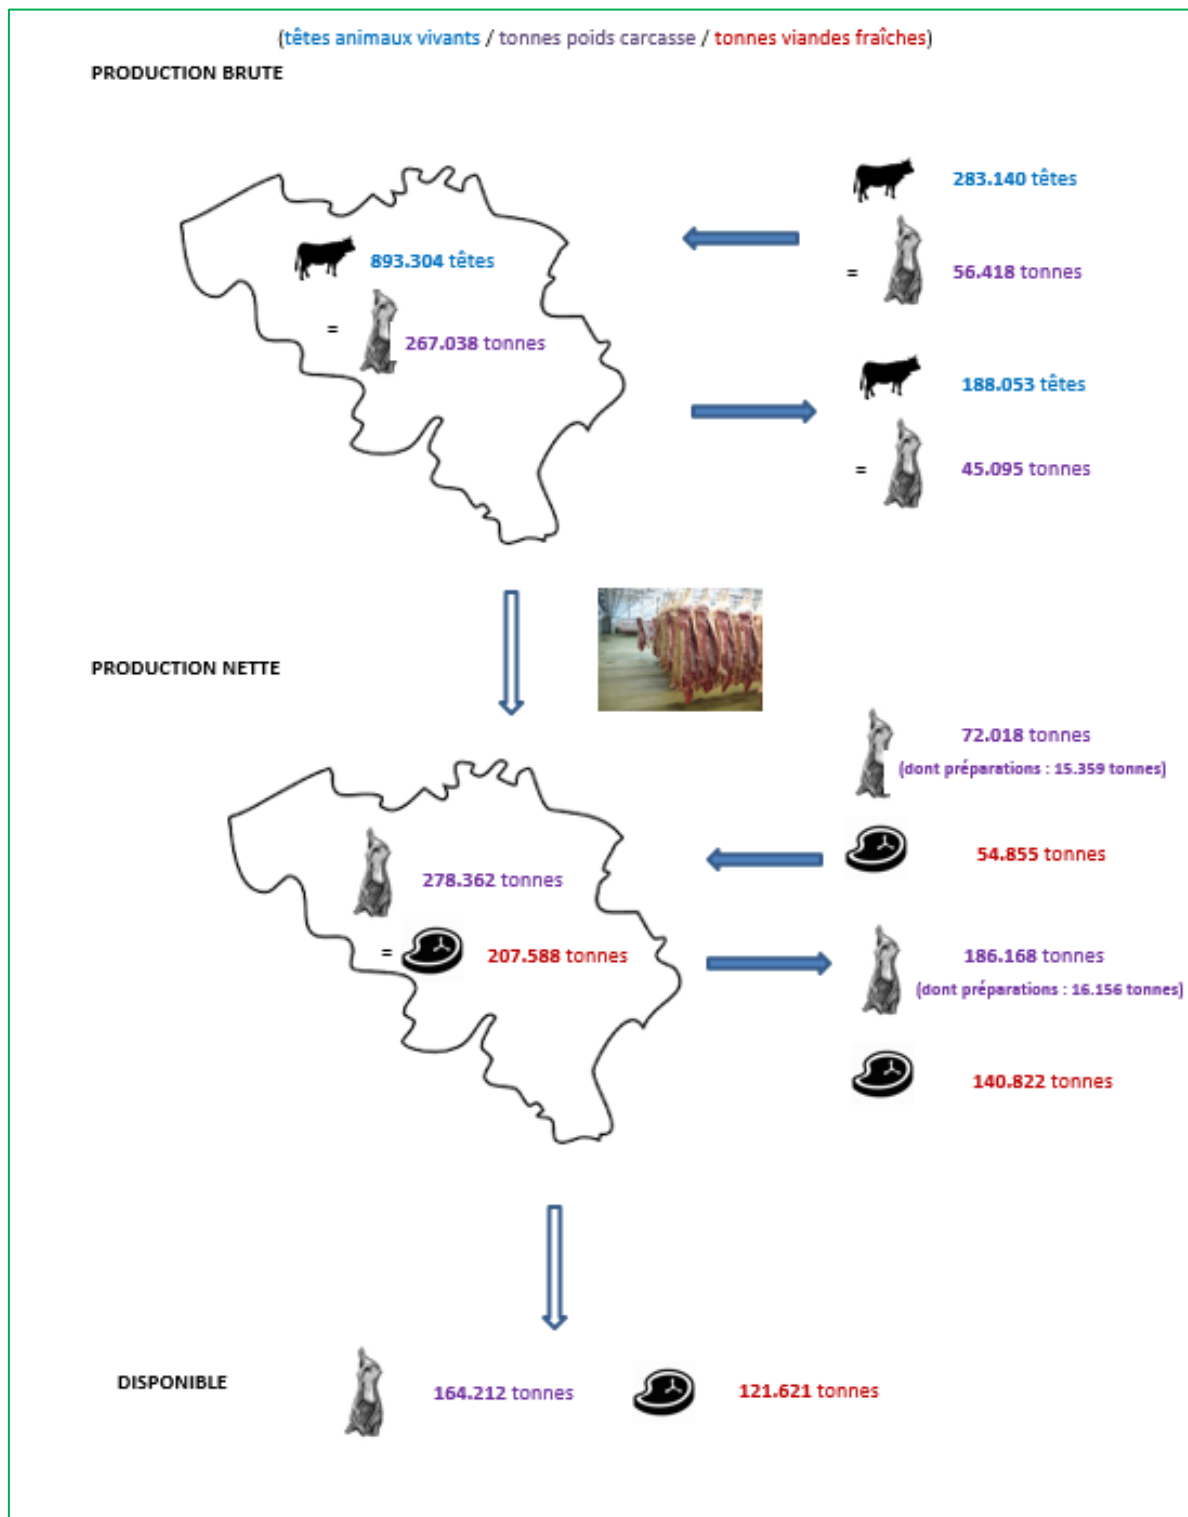 (têtes animaux vivants / tonnes poids carcasse / tonnes viandes fraîches)
PRODUCTION BRUTE
283.140 têtes
893.304 têtes
= 56.418 tonnes
= 267.038 tonnes
188.053 têtes
= 45.095 tonnes
PRODUCTION NETTE
72.018 tonnes
(dont préparations : 15.359 tonnes)
54.855 tonnes
278.362 tonnes
= 207.588 tonnes
186.168 tonnes
(dont préparations : 16.156 tonnes)
140.822 tonnes
DISPONIBLE
164.212 tonnes
121.621 tonnes